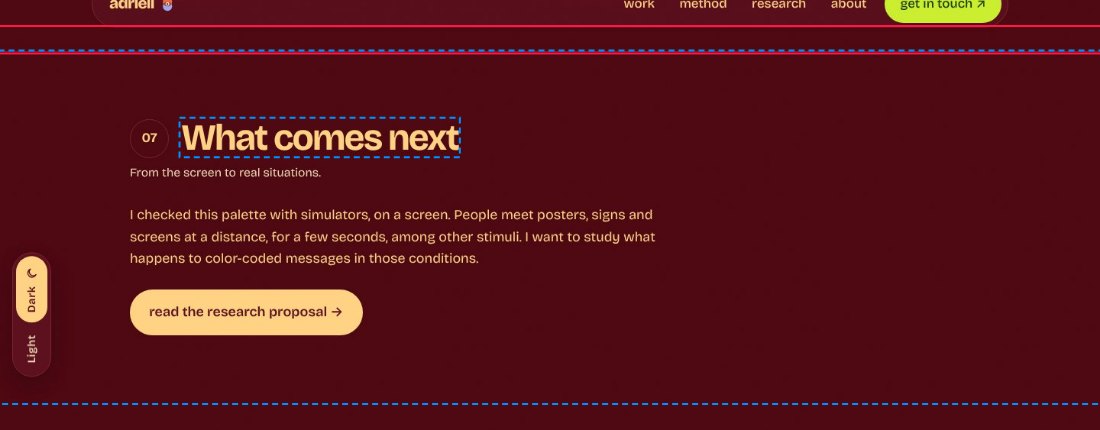 adriell
work method research about get in touch ↗
07 What comes next
From the screen to real situations.
I checked this palette with simulators, on a screen. People meet posters, signs and
screens at a distance, for a few seconds, among other stimuli. I want to study what
happens to color-coded messages in those conditions.
read the research proposal →
Dark
Light